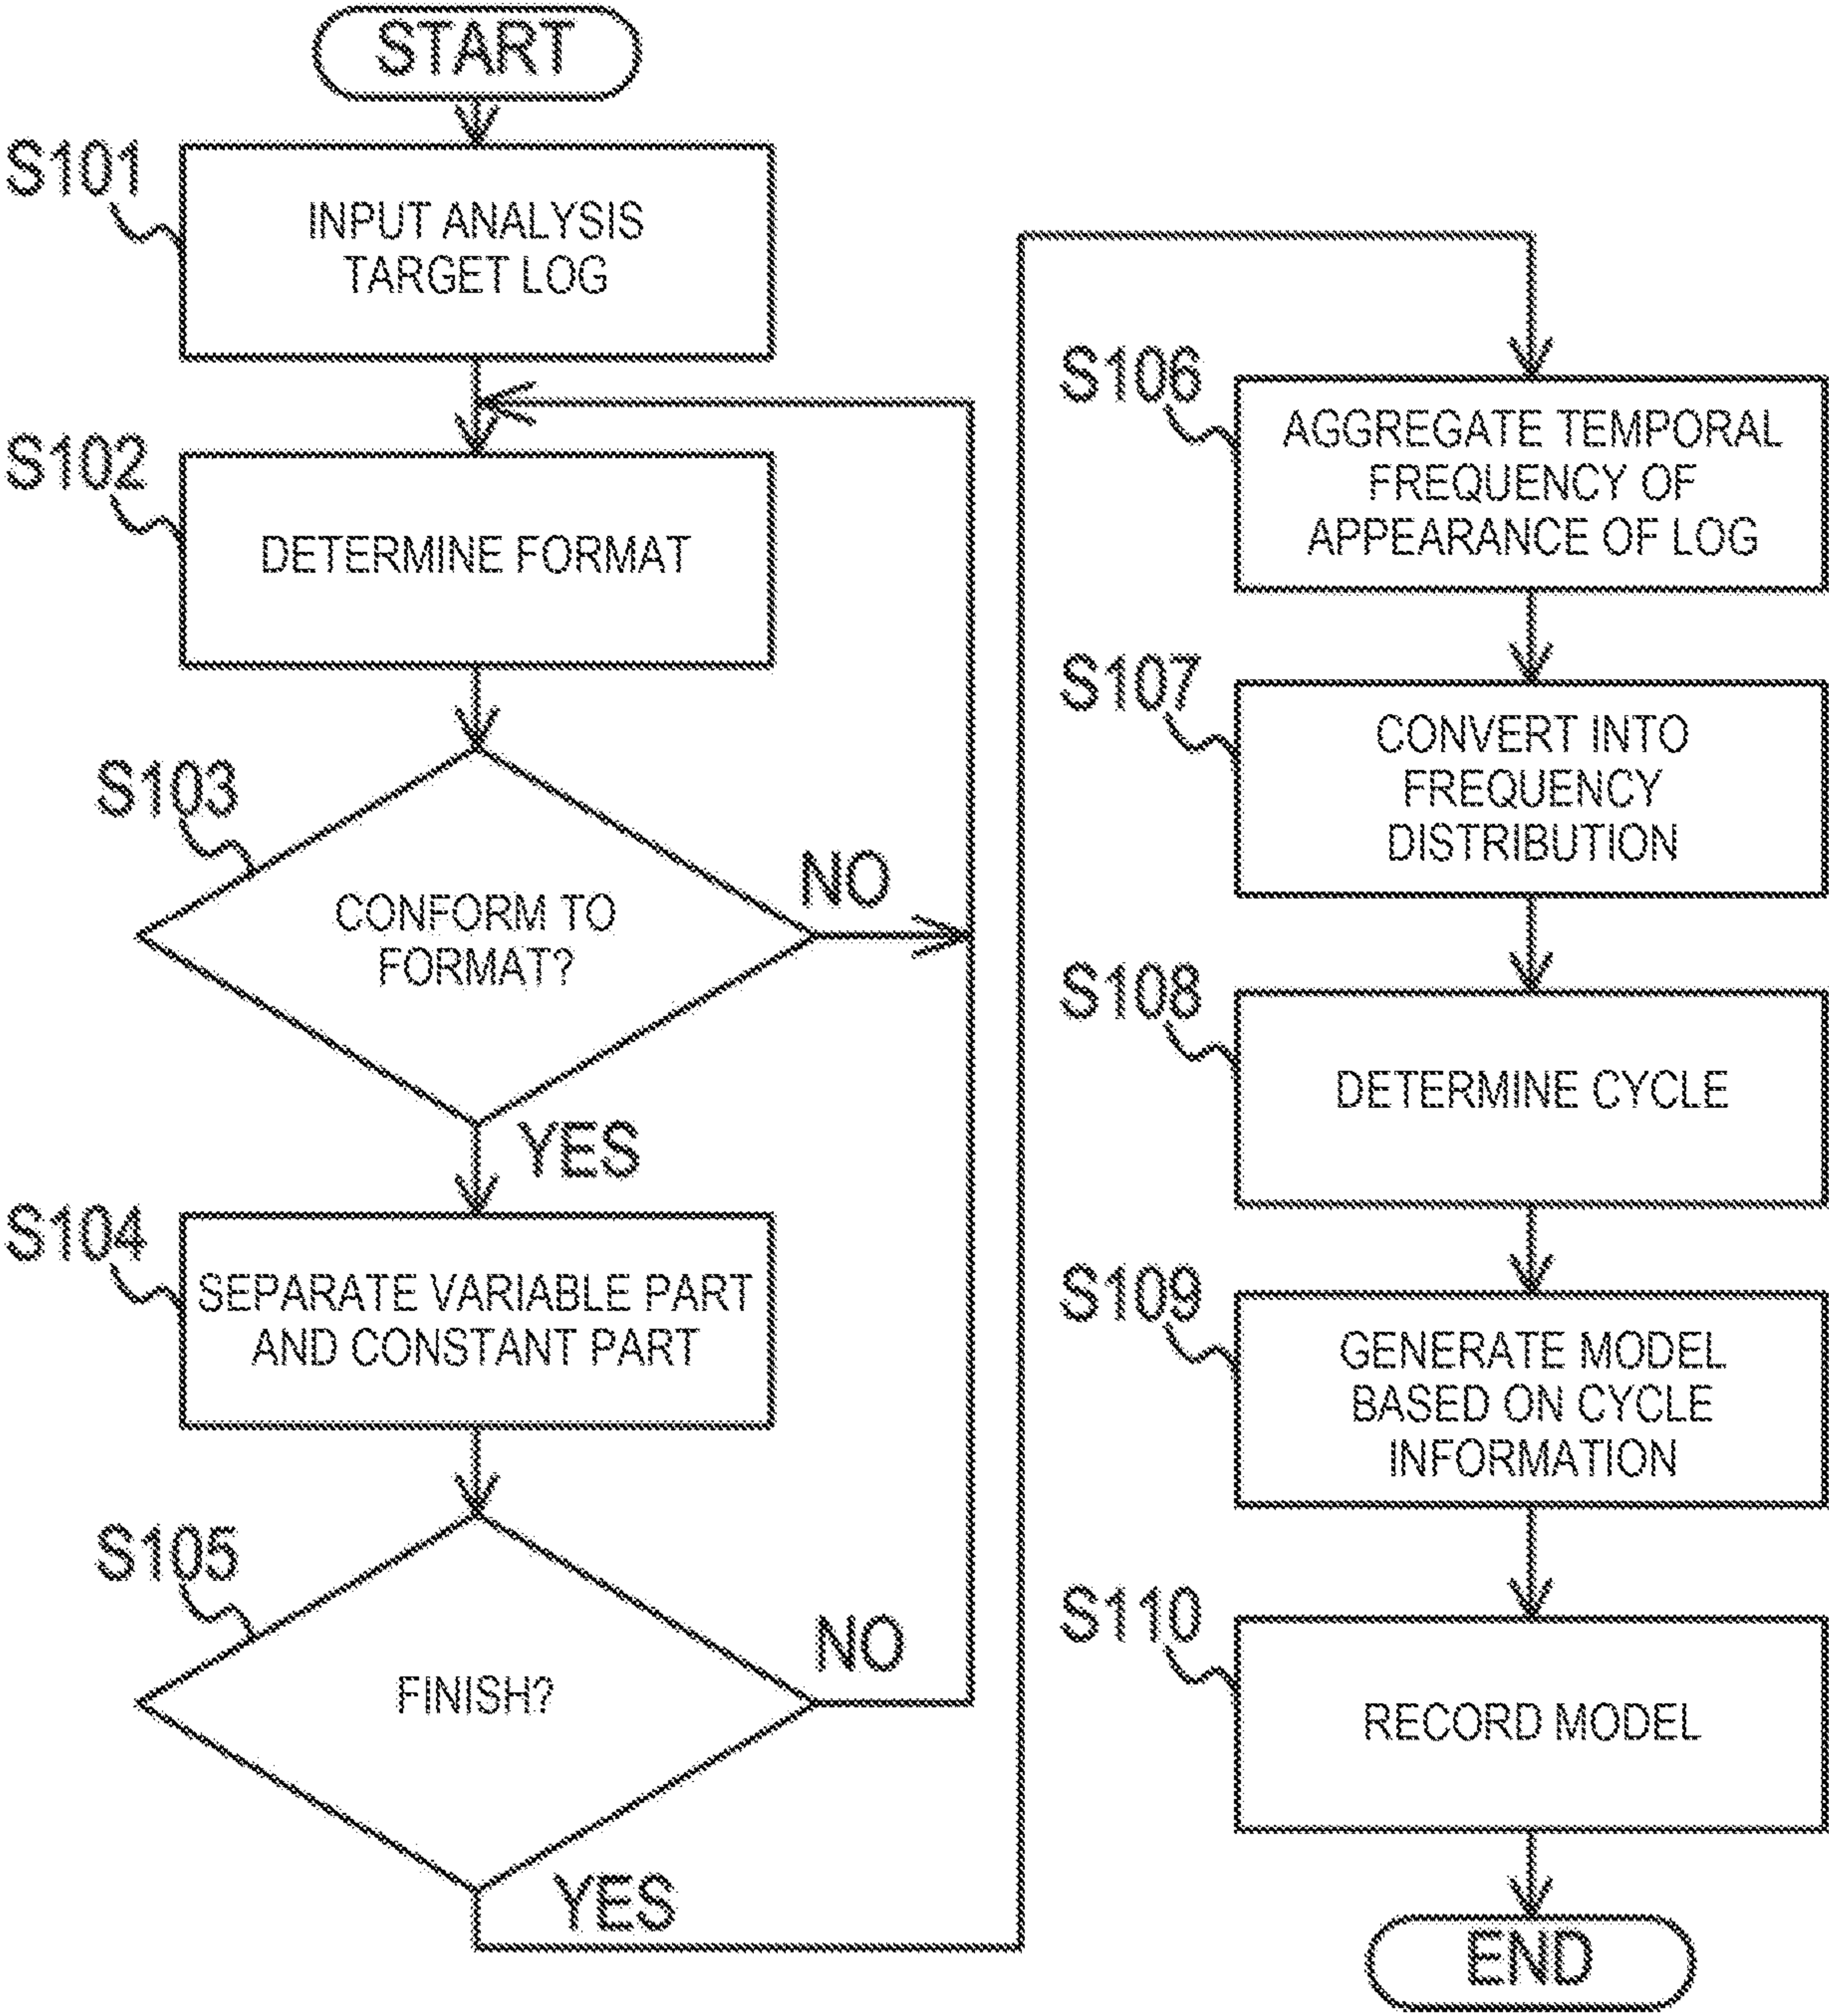 START
S101
INPUT ANALYSIS
TARGET LOG
S102
DETERMINE FORMAT
S103
CONFORM TO
FORMAT?
NO
YES
S104
SEPARATE VARIABLE PART
AND CONSTANT PART
S105
FINISH?
NO
YES
S106
AGGREGATE TEMPORAL
FREQUENCY OF
APPEARANCE OF LOG
S107
CONVERT INTO
FREQUENCY
DISTRIBUTION
S108
DETERMINE CYCLE
S109
GENERATE MODEL
BASED ON CYCLE
INFORMATION
S110
RECORD MODEL
END